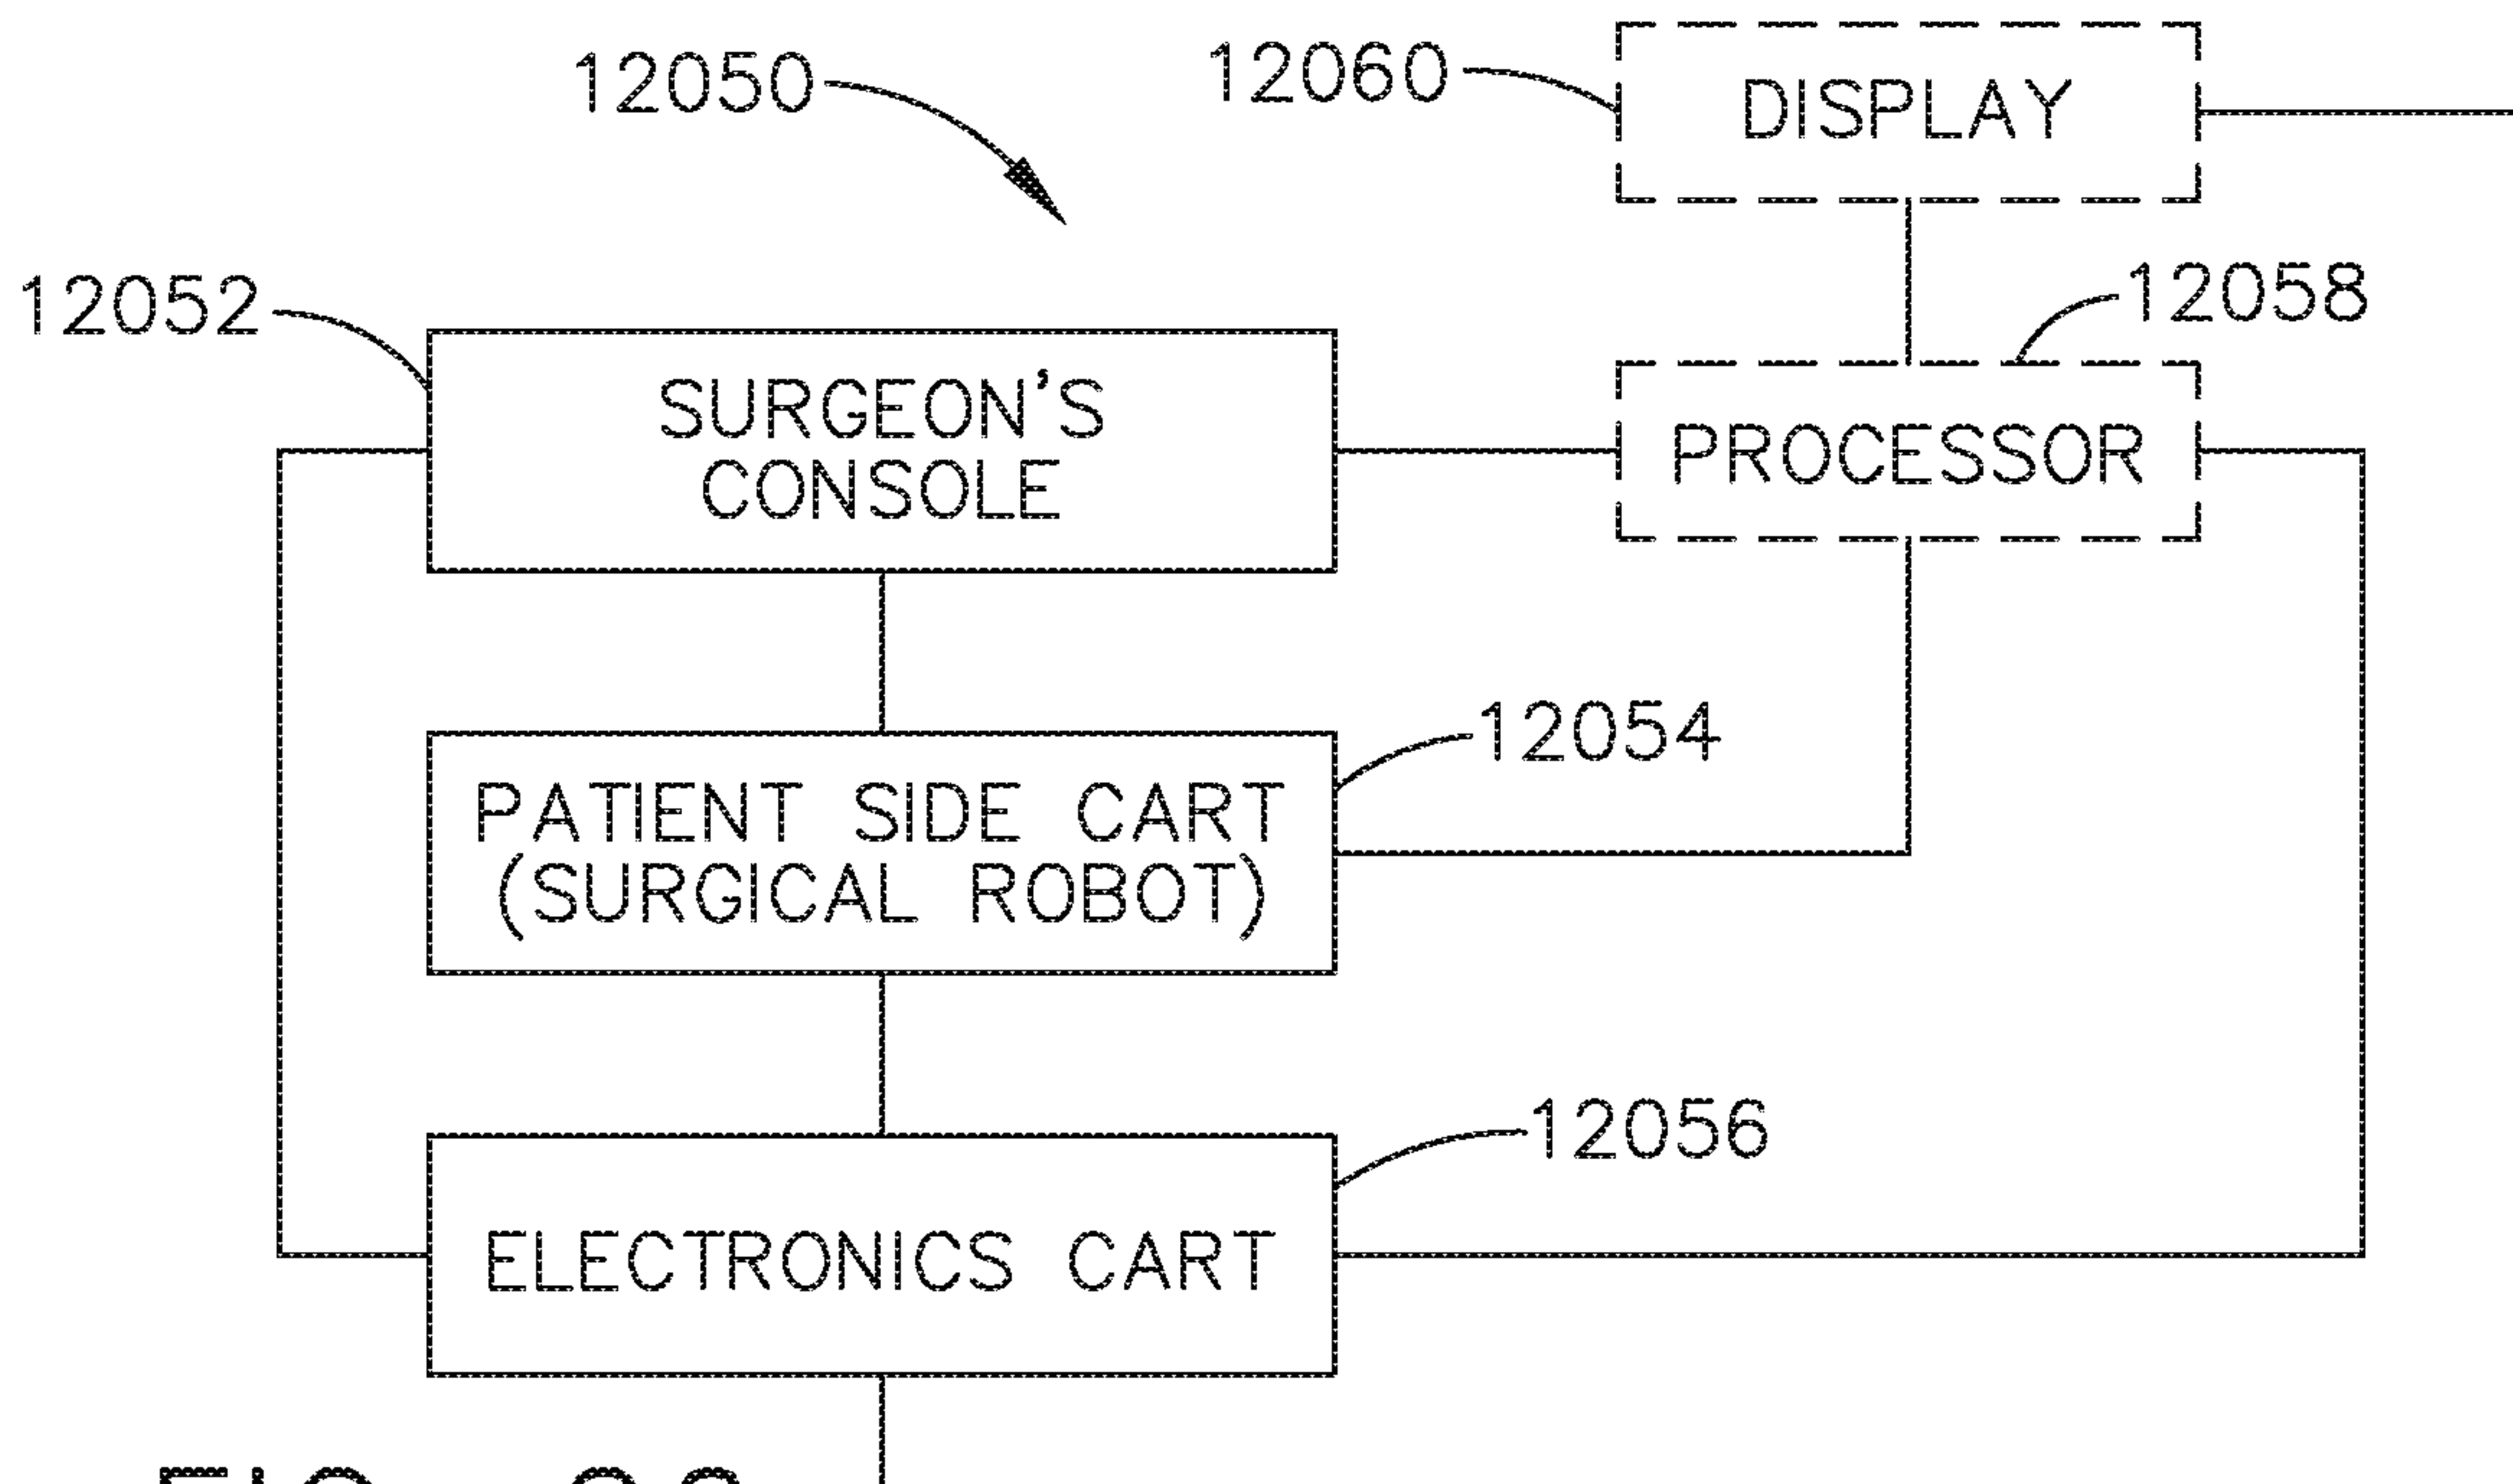 12050
12060
DISPLAY
12052
12058
SURGEON'S
CONSOLE
PROCESSOR
12054
PATIENT SIDE CART
(SURGICAL ROBOT)
12056
ELECTRONICS CART